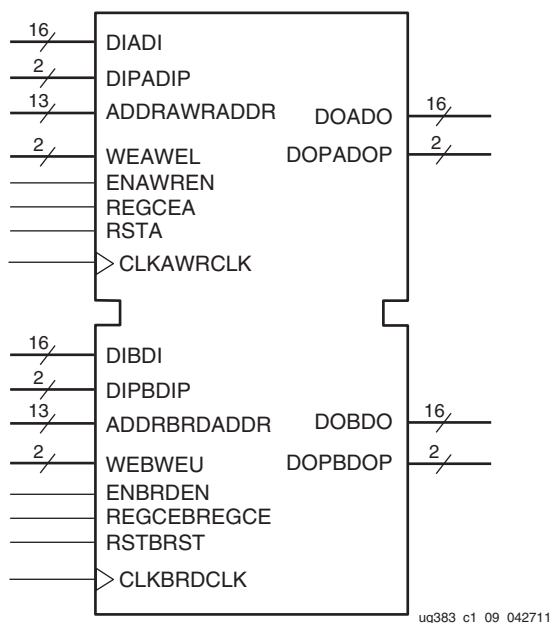 16
DIADI
2
DIPADIP
13
ADDRAWRADDR
DOADO
16
2
WEAWEL
DOPADOP
2
ENAWREN
REGCEA
RSTA
CLKAWRCLK
16
DIBDI
2
DIPBDIP
13
ADDRBRDADDR
DOBDO
16
2
WEBWEU
DOPBDOP
2
ENBRDEN
REGCEBREGCE
RSTBRST
CLKBRDCLK
ug383_c1_09_042711